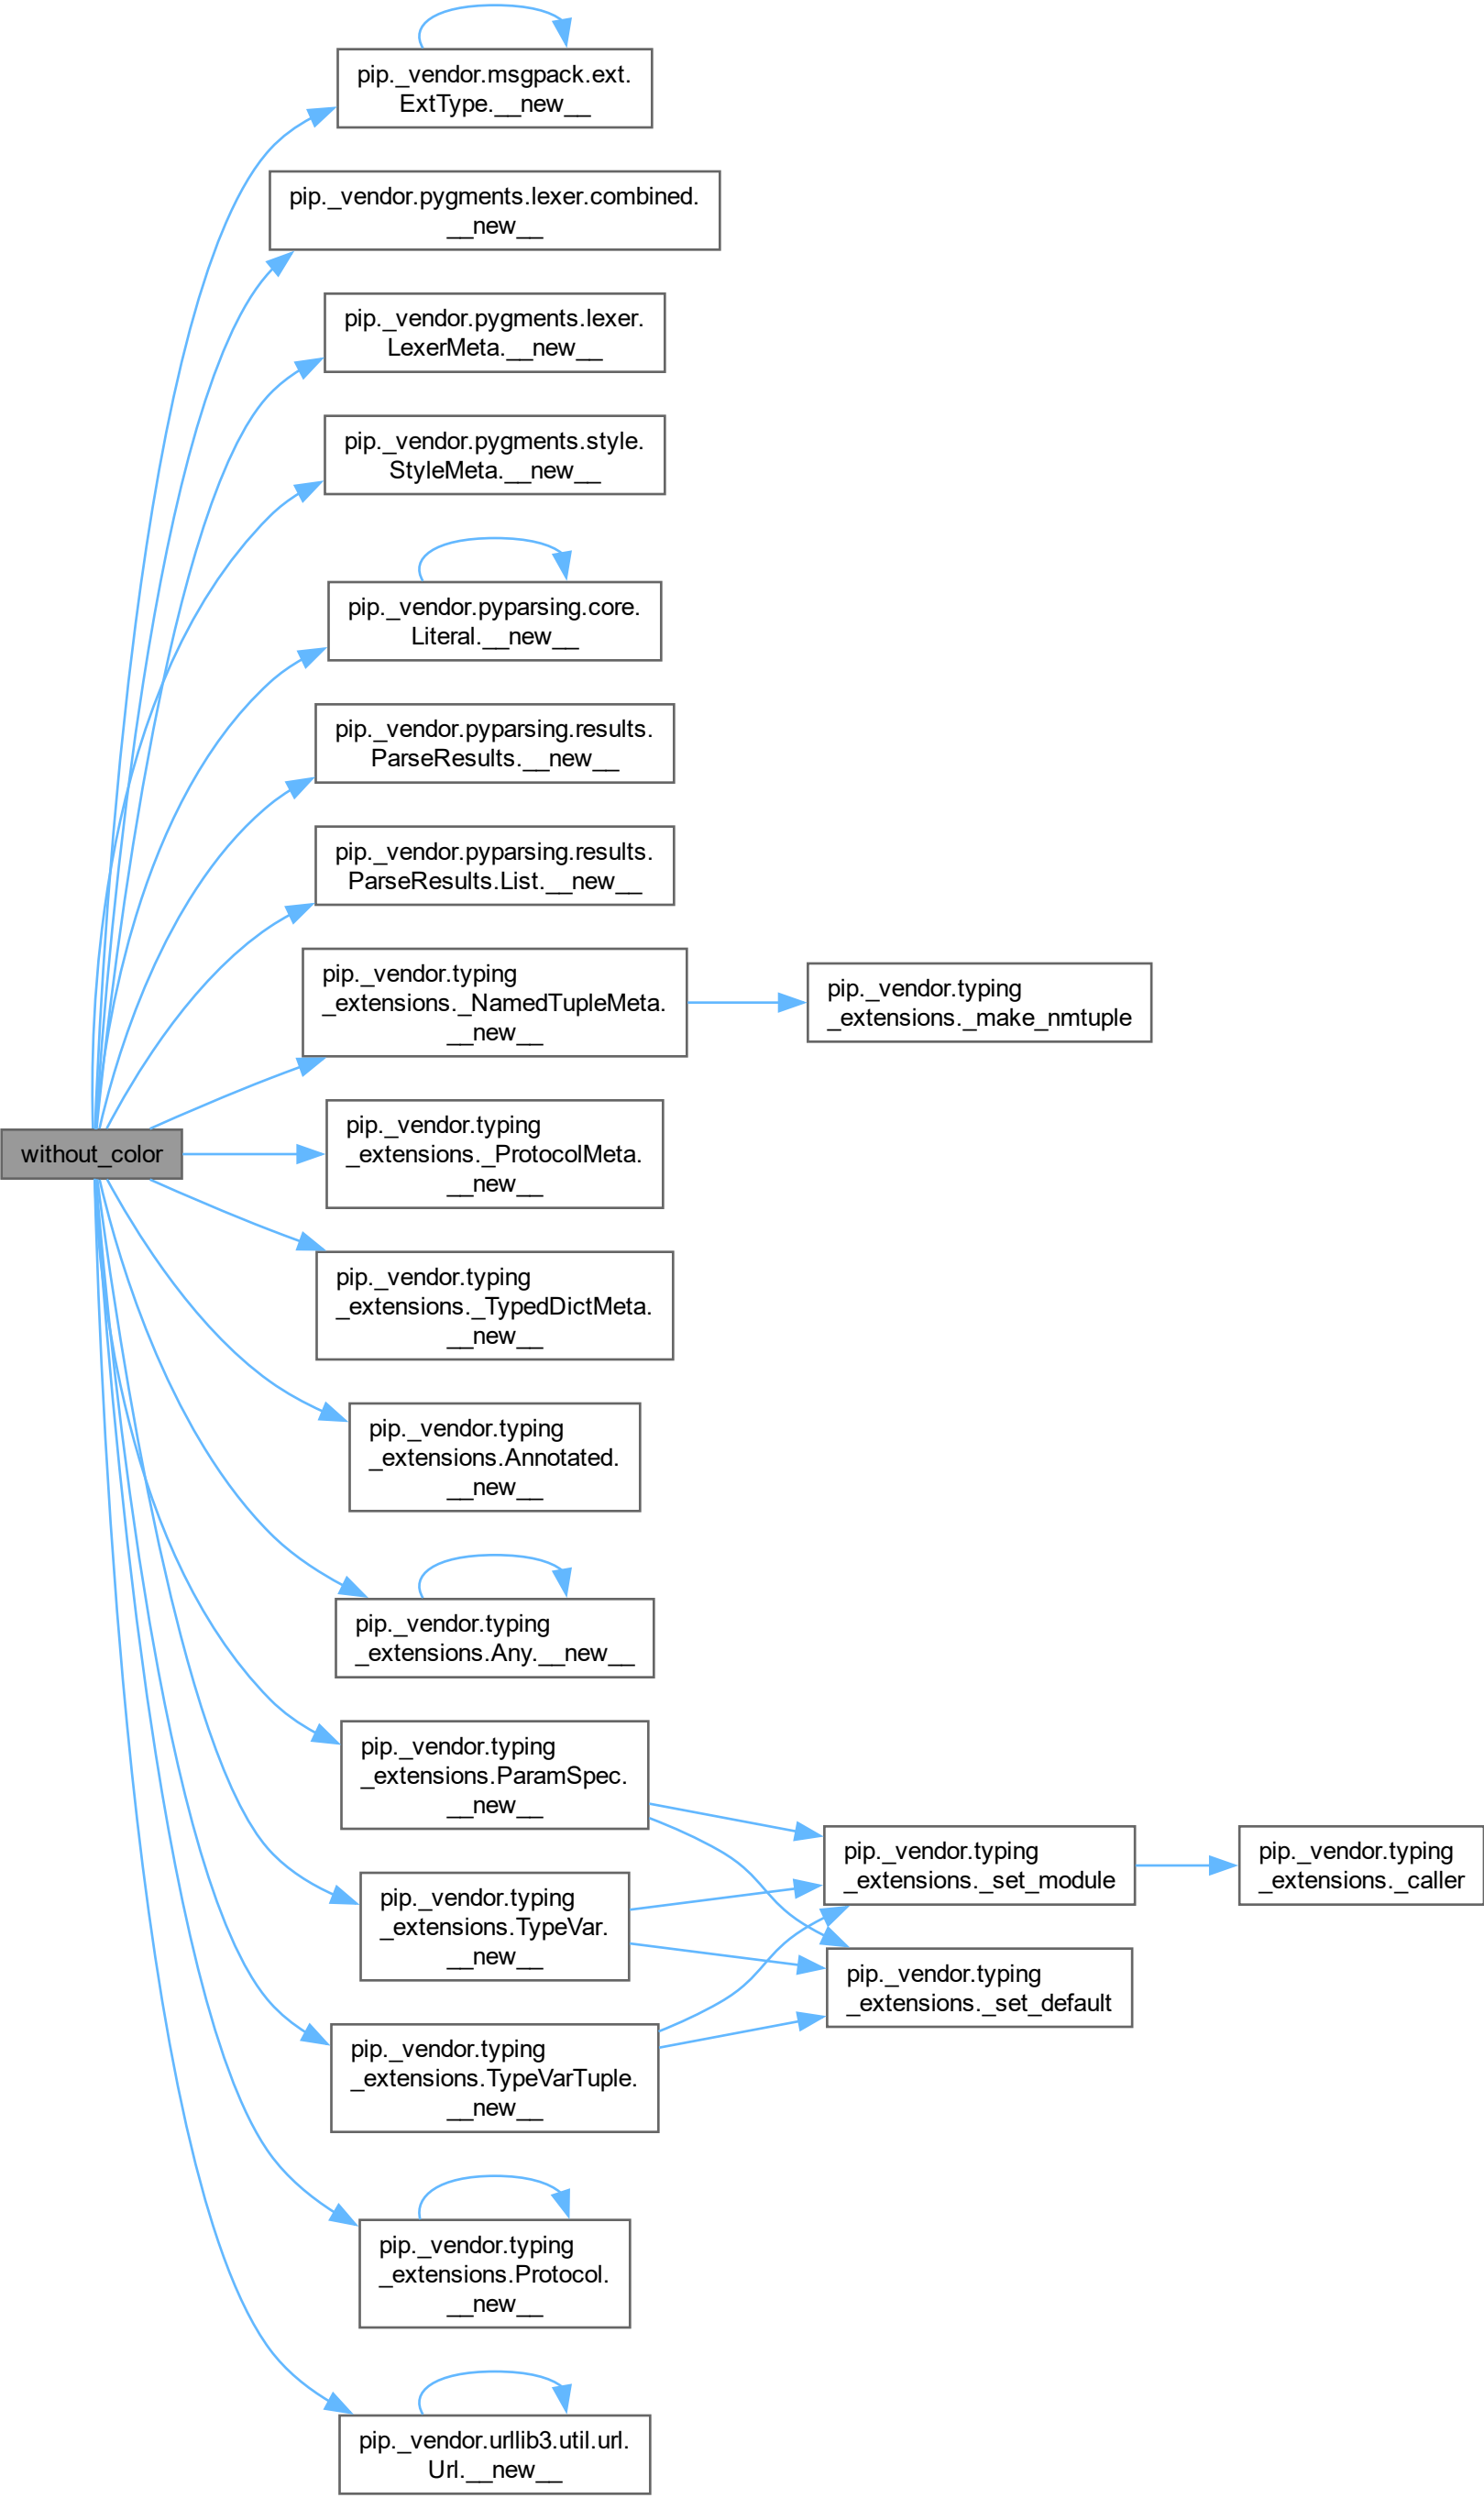 pip._vendor.msgpack.ext.
ExtType.__new__
pip._vendor.pygments.lexer.combined.
__new__
pip._vendor.pygments.lexer.
LexerMeta.__new__
pip._vendor.pygments.style.
StyleMeta.__new__
pip._vendor.pyparsing.core.
Literal.__new__
pip._vendor.pyparsing.results.
ParseResults.__new__
pip._vendor.pyparsing.results.
ParseResults.List.__new__
pip._vendor.typing
_extensions._NamedTupleMeta.
__new__
pip._vendor.typing
_extensions._make_nmtuple
without_color
pip._vendor.typing
_extensions._ProtocolMeta.
__new__
pip._vendor.typing
_extensions._TypedDictMeta.
__new__
pip._vendor.typing
_extensions.Annotated.
__new__
pip._vendor.typing
_extensions.Any.__new__
pip._vendor.typing
_extensions.ParamSpec.
__new__
pip._vendor.typing
_extensions._set_module
pip._vendor.typing
_extensions._caller
pip._vendor.typing
_extensions.TypeVar.
__new__
pip._vendor.typing
_extensions._set_default
pip._vendor.typing
_extensions.TypeVarTuple.
__new__
pip._vendor.typing
_extensions.Protocol.
__new__
pip._vendor.urllib3.util.url.
Url.__new__